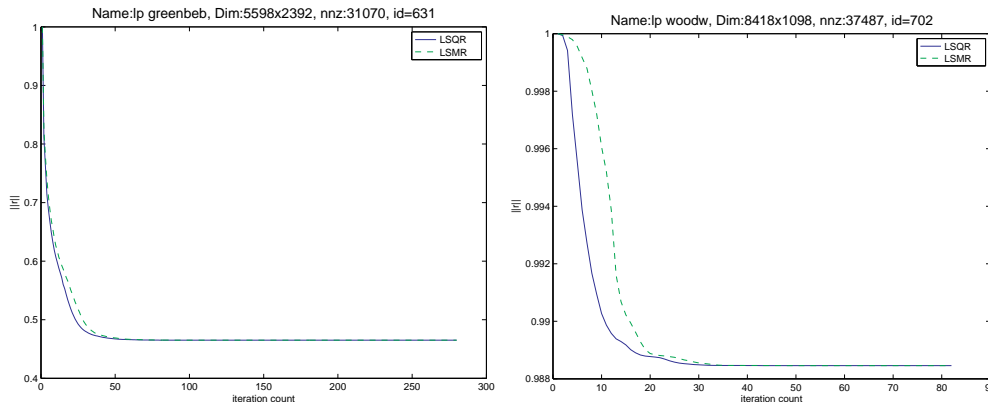 Name:lp greenbeb, Dim:5598x2392, nnz:31070, id=631
LSQR
LSMR
1
0.9
0.8
0.7
0.6
0.5
0.4
||r||
0 50 100 150 200 250 300
iteration count
Name:lp woodw, Dim:8418x1098, nnz:37487, id=702
LSQR
LSMR
1
0.998
0.996
0.994
0.992
0.99
0.988
||r||
0 10 20 30 40 50 60 70 80 90
iteration count